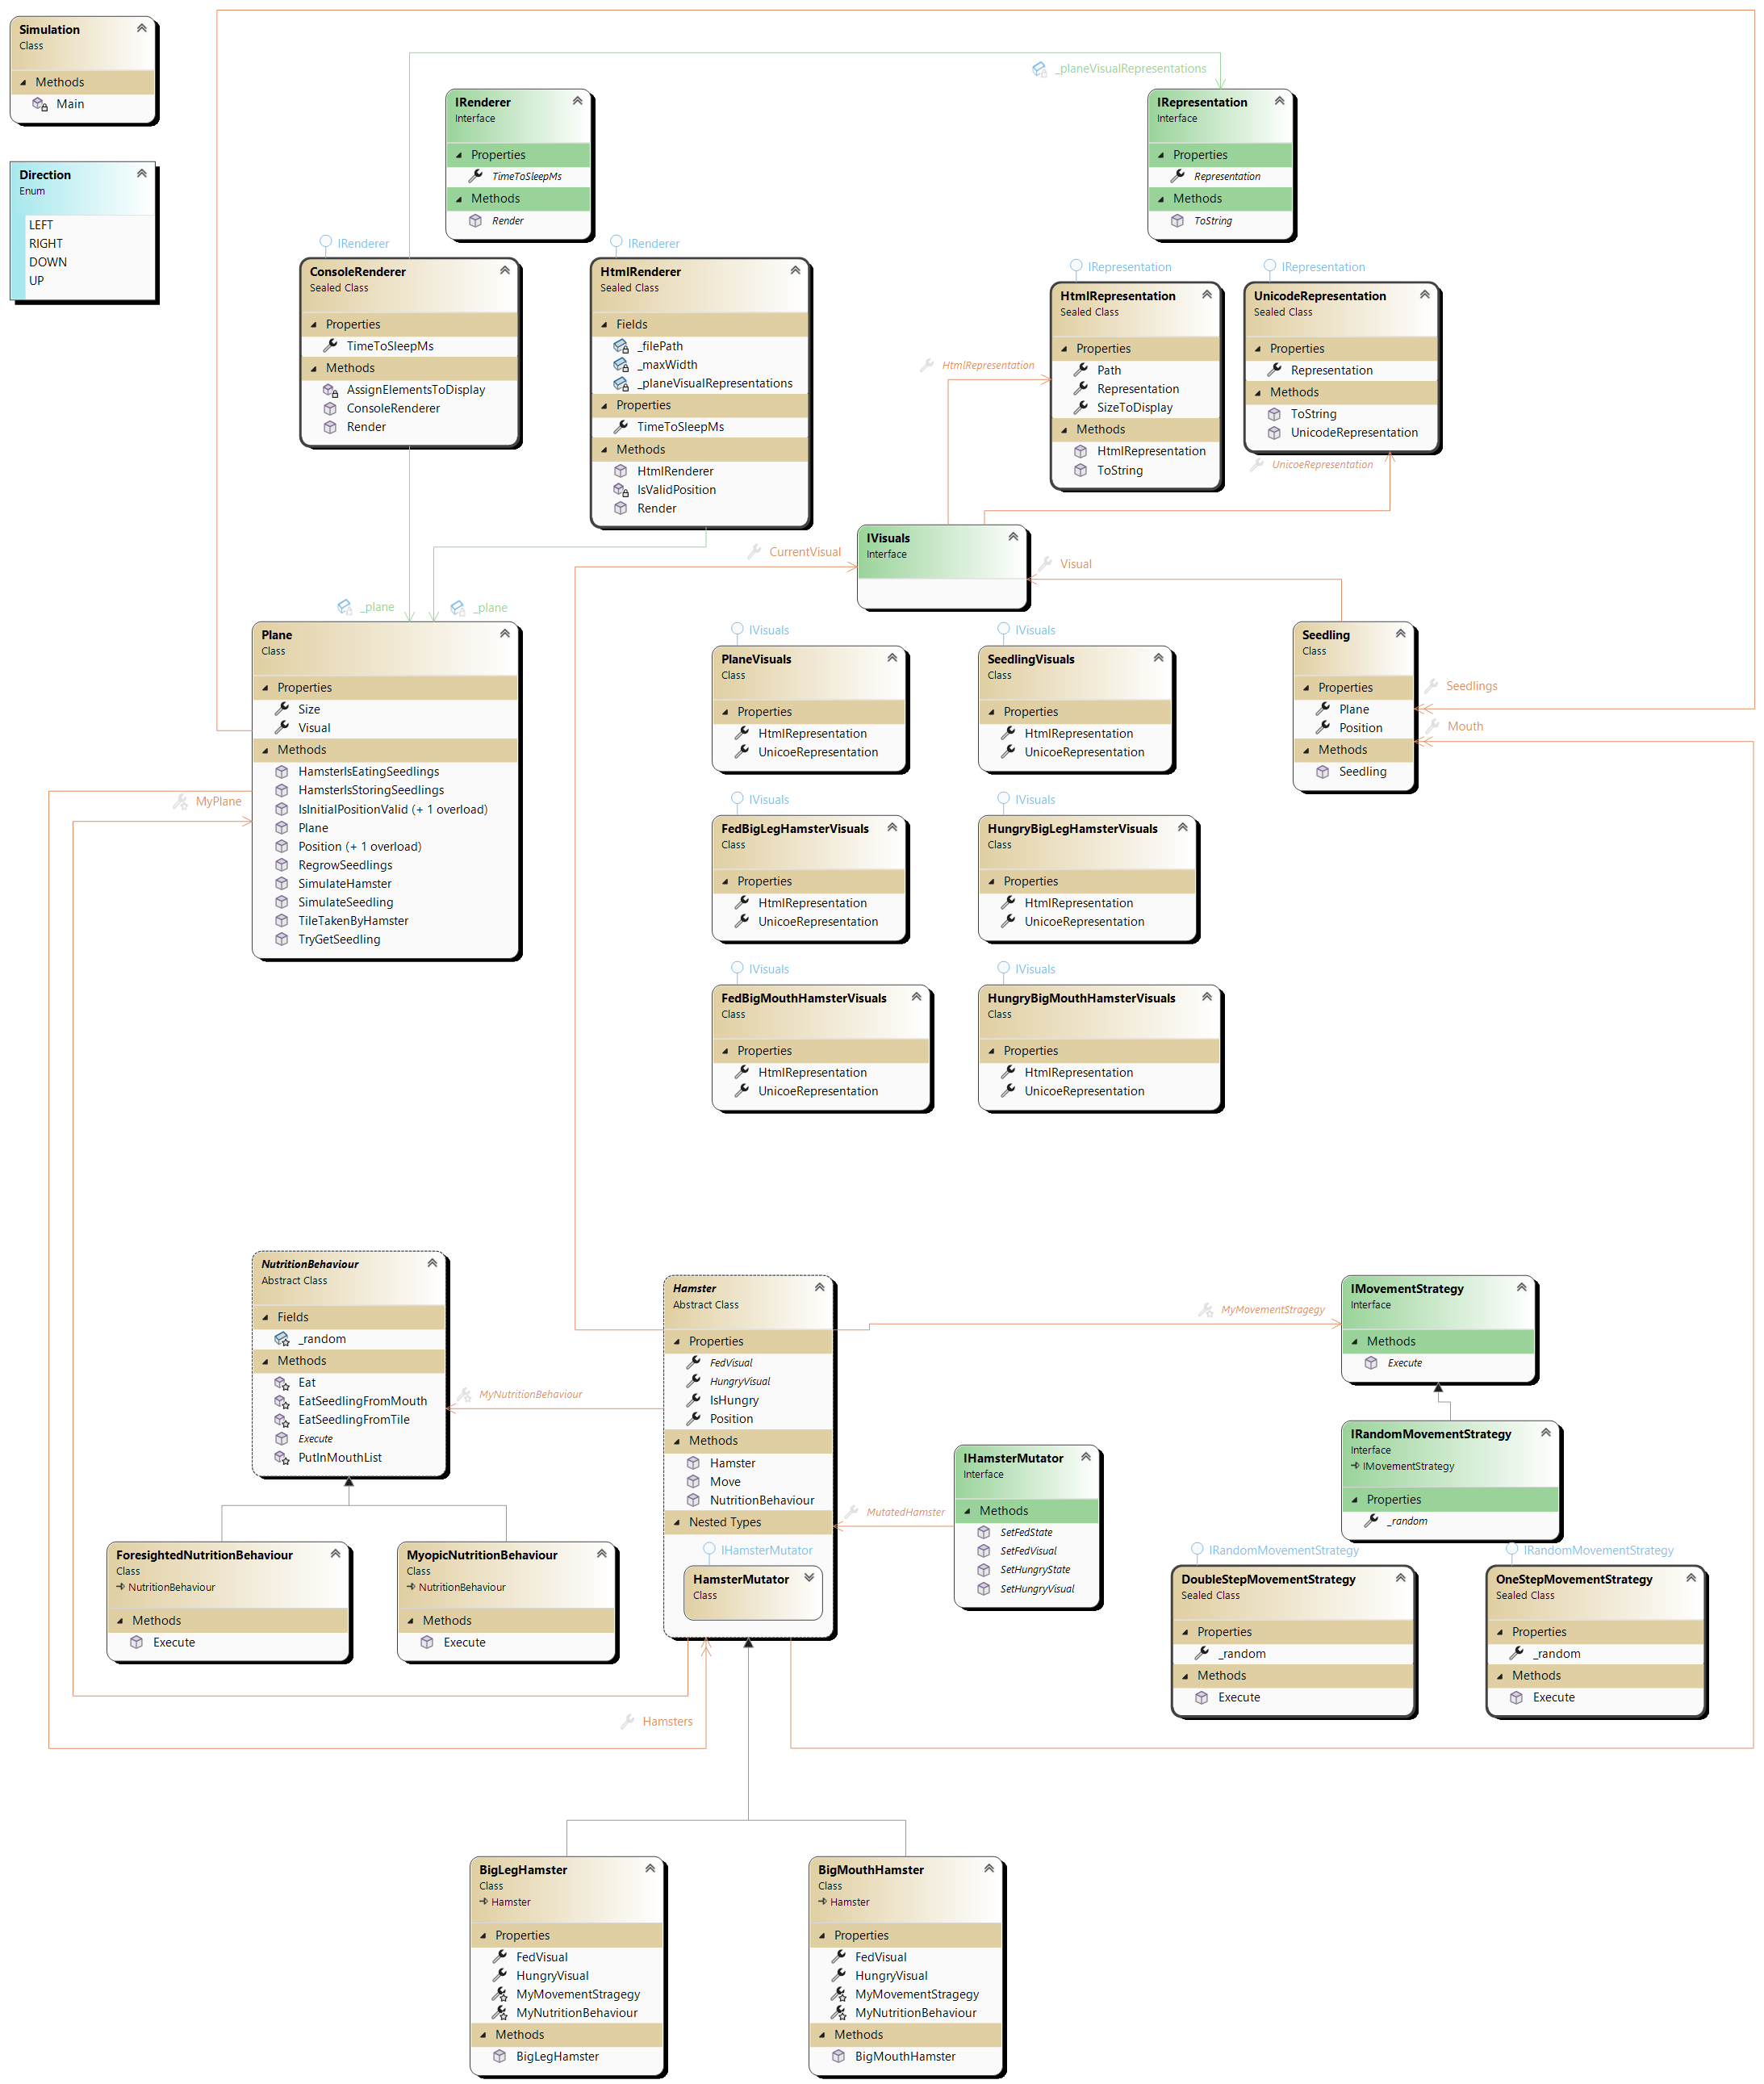 Simulation
Class
Methods
Main
Direction
Enum
LEFT
RIGHT
DOWN
UP
_planeVisualRepresentations
IRenderer
Interface
Properties
TimeToSleepMs
Methods
Render
IRepresentation
Interface
Properties
Representation
Methods
ToString
IRenderer
ConsoleRenderer
Sealed Class
Properties
TimeToSleepMs
Methods
AssignElementsToDisplay
ConsoleRenderer
Render
IRenderer
HtmlRenderer
Sealed Class
Fields
_filePath
_maxWidth
_planeVisualRepresentations
Properties
TimeToSleepMs
Methods
HtmlRenderer
IsValidPosition
Render
IRepresentation
HtmlRepresentation
Sealed Class
Properties
Path
Representation
SizeToDisplay
Methods
HtmlRepresentation
ToString
IRepresentation
UnicodeRepresentation
Sealed Class
Properties
Representation
Methods
ToString
UnicodeRepresentation
HtmlRepresentation
UnicoeRepresentation
IVisuals
Interface
CurrentVisual
Visual
_plane
_plane
Plane
Class
Properties
Size
Visual
Methods
HamsterIsEatingSeedlings
HamsterIsStoringSeedlings
IsInitialPositionValid (+ 1 overload)
Plane
Position (+ 1 overload)
RegrowSeedlings
SimulateHamster
SimulateSeedling
TileTakenByHamster
TryGetSeedling
MyPlane
IVisuals
PlaneVisuals
Class
Properties
HtmlRepresentation
UnicoeRepresentation
IVisuals
SeedlingVisuals
Class
Properties
HtmlRepresentation
UnicoeRepresentation
Seedling
Class
Properties
Plane
Position
Methods
Seedling
Seedlings
Mouth
IVisuals
FedBigLegHamsterVisuals
Class
Properties
HtmlRepresentation
UnicoeRepresentation
IVisuals
HungryBigLegHamsterVisuals
Class
Properties
HtmlRepresentation
UnicoeRepresentation
IVisuals
FedBigMouthHamsterVisuals
Class
Properties
HtmlRepresentation
UnicoeRepresentation
IVisuals
HungryBigMouthHamsterVisuals
Class
Properties
HtmlRepresentation
UnicoeRepresentation
NutritionBehaviour
Abstract Class
Fields
_random
Methods
Eat
EatSeedlingFromMouth
EatSeedlingFromTile
Execute
PutInMouthList
MyNutritionBehaviour
Hamster
Abstract Class
Properties
FedVisual
HungryVisual
IsHungry
Position
Methods
Hamster
Move
NutritionBehaviour
Nested Types
IHamsterMutator
HamsterMutator
Class
MyMovementStragegy
IMovementStrategy
Interface
Methods
Execute
IRandomMovementStrategy
Interface
IMovementStrategy
Properties
_random
IHamsterMutator
Interface
Methods
SetFedState
SetFedVisual
SetHungryState
SetHungryVisual
MutatedHamster
ForesightedNutritionBehaviour
Class
NutritionBehaviour
Methods
Execute
MyopicNutritionBehaviour
Class
NutritionBehaviour
Methods
Execute
IRandomMovementStrategy
DoubleStepMovementStrategy
Sealed Class
Properties
_random
Methods
Execute
IRandomMovementStrategy
OneStepMovementStrategy
Sealed Class
Properties
_random
Methods
Execute
Hamsters
BigLegHamster
Class
Hamster
Properties
FedVisual
HungryVisual
MyMovementStragegy
MyNutritionBehaviour
Methods
BigLegHamster
BigMouthHamster
Class
Hamster
Properties
FedVisual
HungryVisual
MyMovementStragegy
MyNutritionBehaviour
Methods
BigMouthHamster